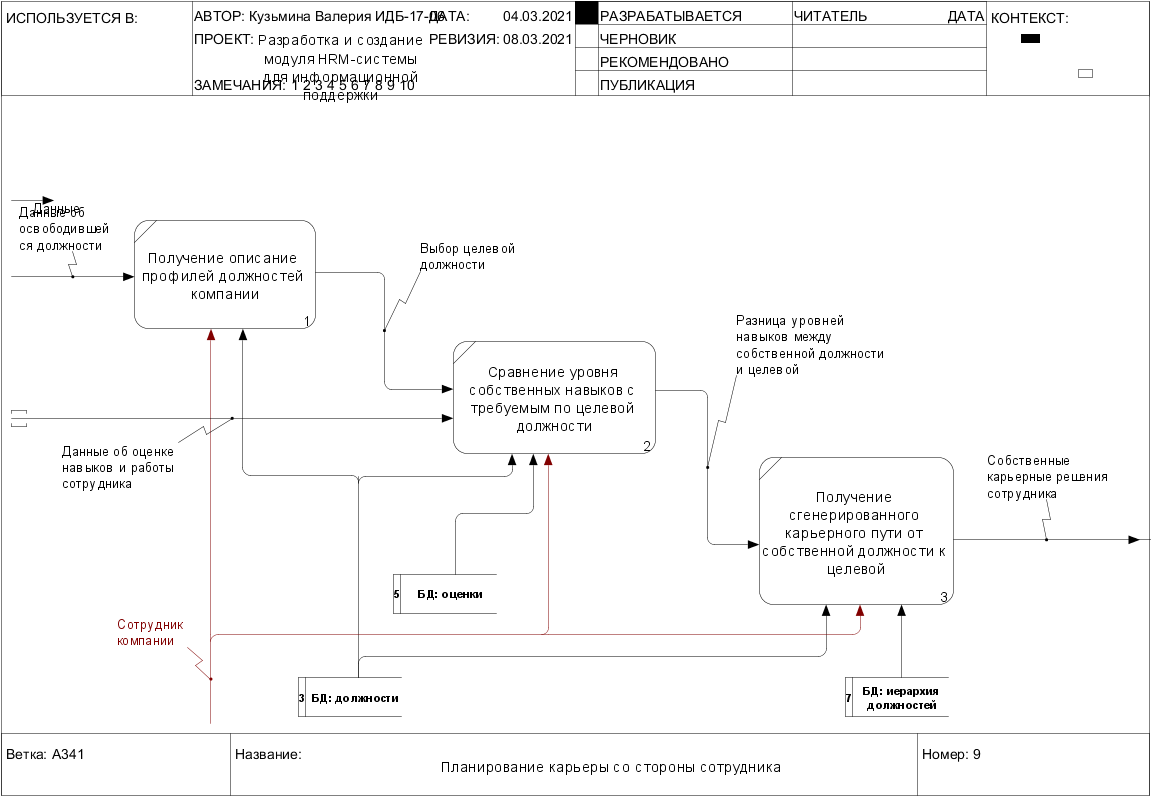 ИСПОЛЬЗУЕТСЯ В:
АВТОР: Кузьмина Валерия ИДБ-17-06
ДАТА: 04.03.2021
РАЗРАБАТЫВАЕТСЯ
ЧИТАТЕЛЬ
ДАТА
КОНТЕКСТ:
ПРОЕКТ: Разработка и создание
модуля HRM-системы
для информационной
поддержки
РЕВИЗИЯ: 08.03.2021
ЧЕРНОВИК
РЕКОМЕНДОВАНО
ЗАМЕЧАНИЯ: 1 2 3 4 5 6 7 8 9 10
ПУБЛИКАЦИЯ
Данные
Данные об
освободившей
ся должности
Получение описание
профилей должностей
компании
1
Выбор целевой
должности
Сравнение уровня
собственных навыков с
требуемым по целевой
должности
2
Разница уровней
навыков между
собственной должности
и целевой
Данные об оценке
навыков и работы
сотрудника
Получение
сгенерированного
карьерного пути от
собственной должности к
целевой
3
Собственные
карьерные решния
сотрудника
5 БД: оценки
Сотрудник
компании
3 БД: должности
7 БД: иерархия
должностей
Ветка: A341
Название:
Планирование карьеры со стороны сотрудника
Номер: 9